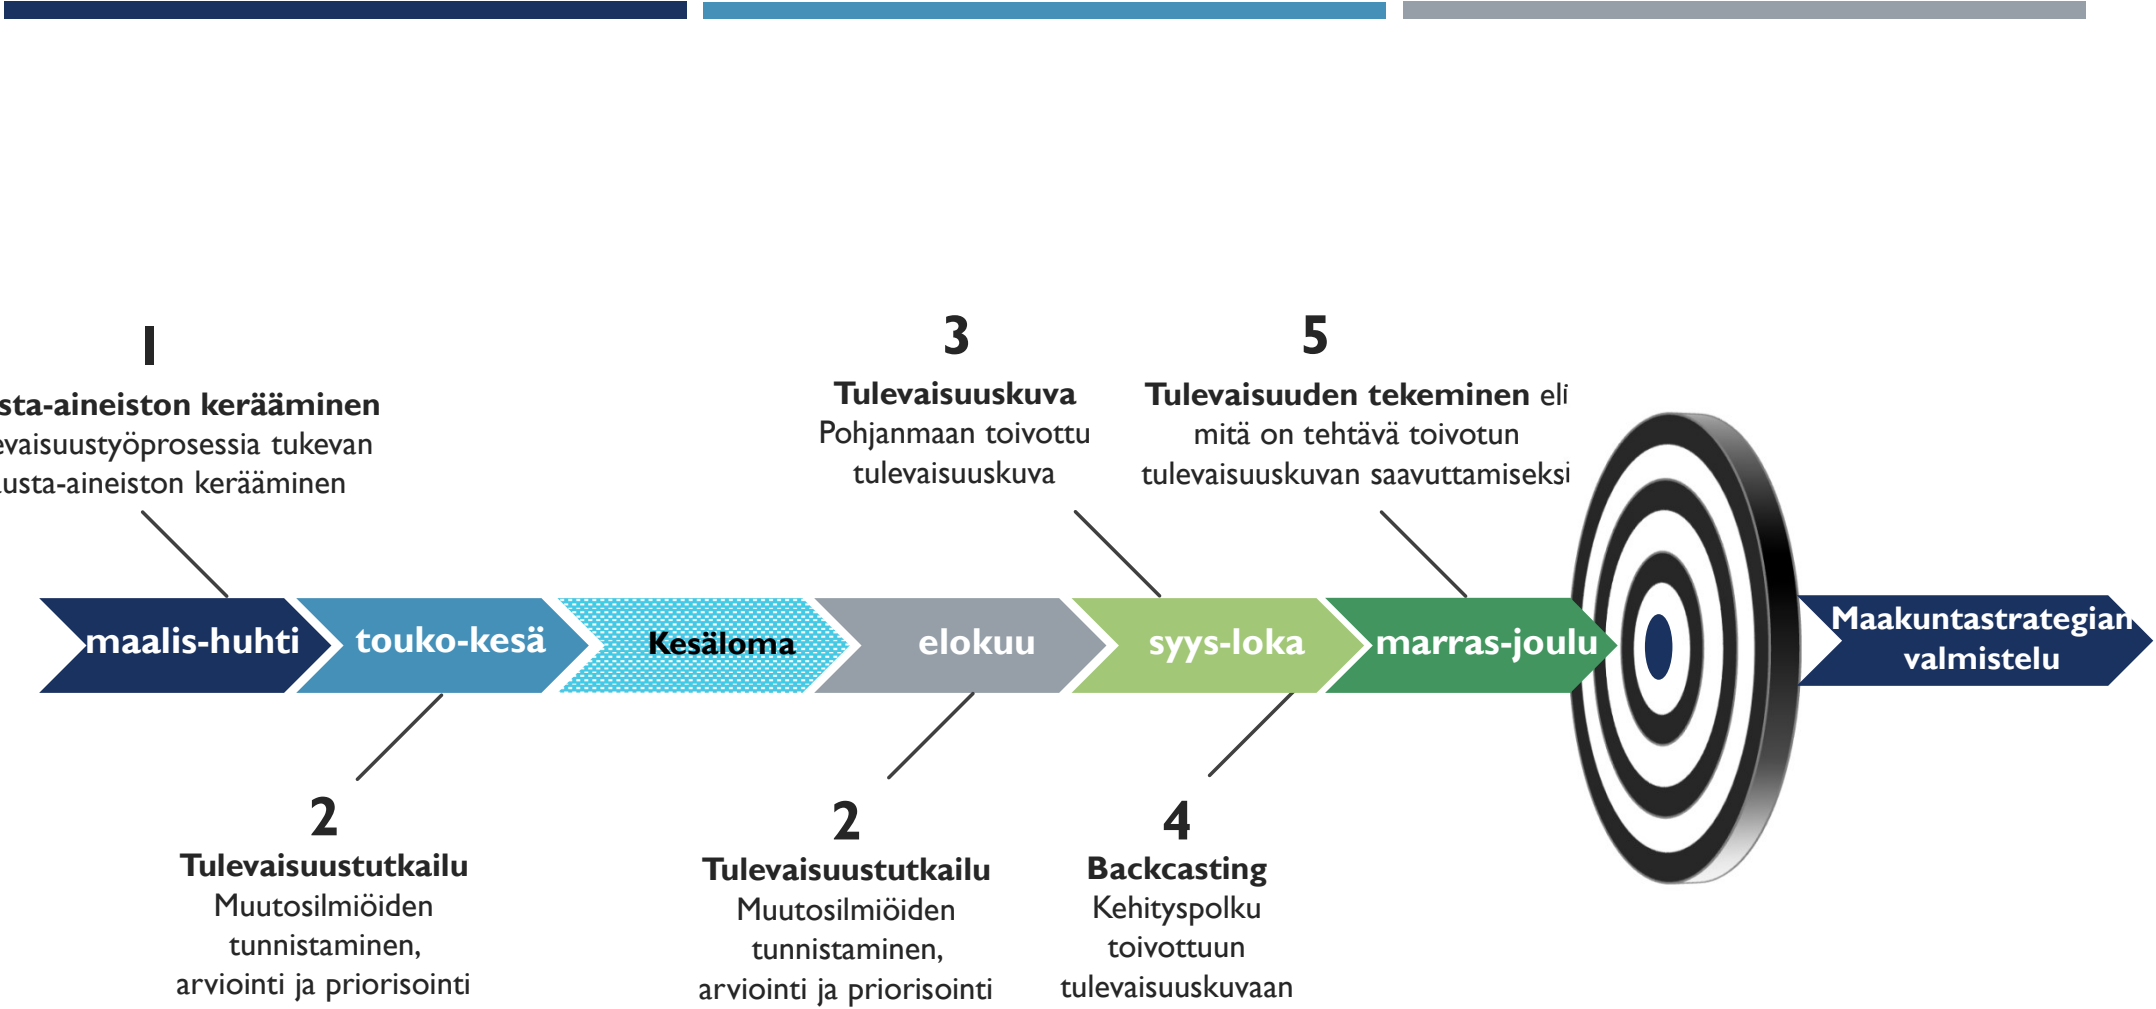 1
sta-aineiston kerääminen
evaisuustyöprosessia tukevan
usta-aineiston kerääminen
3
Tulevaisuuskuva
Pohjanmaan toivottu
tulevaisuuskuva
5
Tulevaisuuden tekeminen eli
mitä on tehtävä toivotun
tulevaisuuskuvan saavuttamiseksi
maalis-huhti
touko-kesä
Kesäloma
elokuu
syys-loka
marras-joulu
Maakuntastrategian
valmistelu
2
Tulevaisuustutkailu
Muutosilmiöiden
tunnistaminen,
arviointi ja priorisointi
2
Tulevaisuustutkailu
Muutosilmiöiden
tunnistaminen,
arviointi ja priorisointi
4
Backcasting
Kehityspolku
toivottuun
tulevaisuuskuvaan